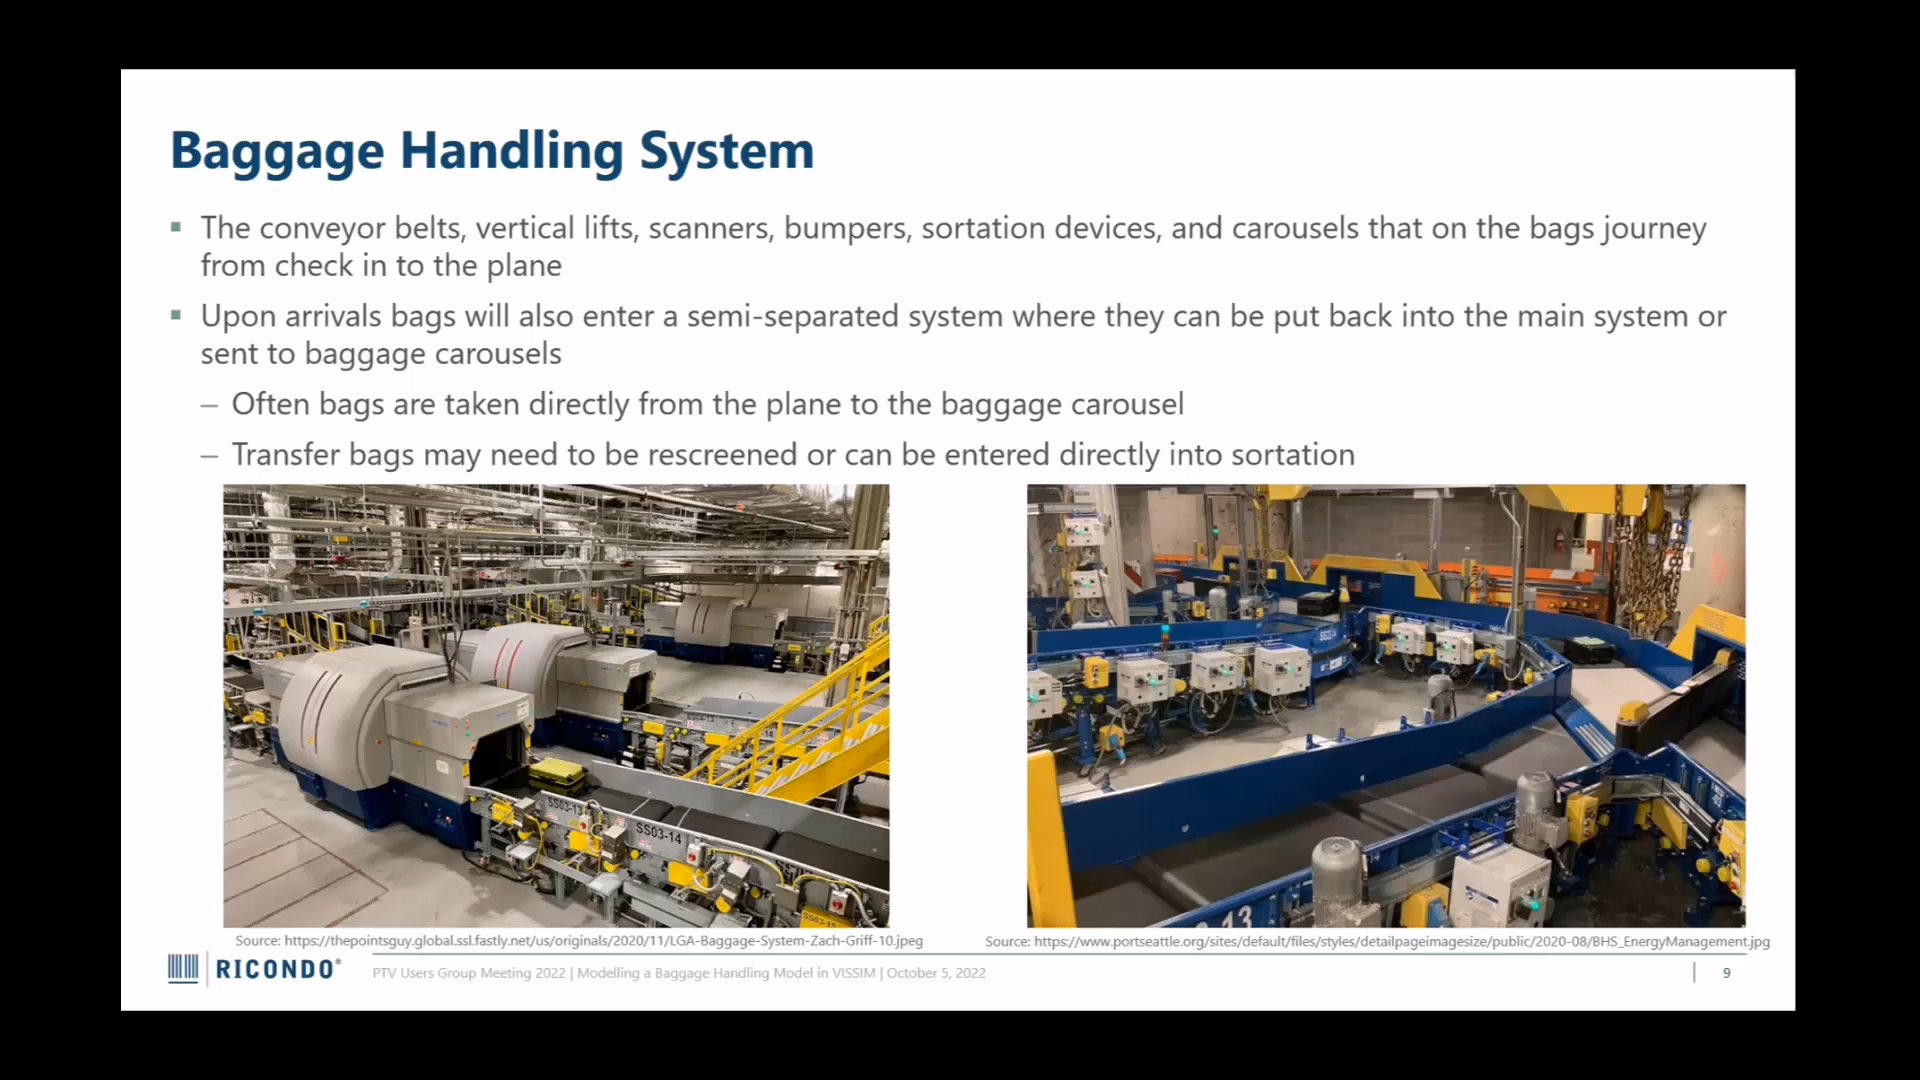 Baggage Handling System
▪ The conveyor belts, vertical lifts, scanners, bumpers, sortation devices, and carousels that on the bags journey
from check in to the plane
▪ Upon arrivals bags will also enter a semi-separated system where they can be put back into the main system or
sent to baggage carousels
– Often bags are taken directly from the plane to the baggage carousel
– Transfer bags may need to be rescreened or can be entered directly into sortation
SS03-13
SS03-14
13
Source: https://thepointsguy.global.ssl.fastly.net/us/originals/2020/11/LGA-Baggage-System-Zach-Griff-10.jpeg
Source: https://www.portseattle.org/sites/default/files/styles/detailpageimagesize/public/2020-08/BHS_EnergyManagement.jpg
RICONDO®
PTV Users Group Meeting 2022 | Modelling a Baggage Handling Model in VISSIM | October 5, 2022
9